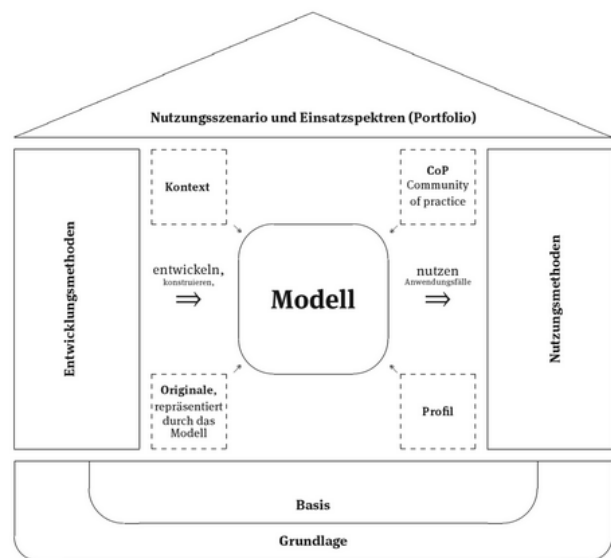 Nutzungsszenario und Einsatzspektren (Portfolio)
Entwicklungsmethoden
Kontext
CoP
Community
of practice
entwickeln,
konstruieren,
Modell
nutzen
Anwendungsfälle
Originale,
repräsentiert
durch das
Modell
Profil
Nutzungsmethoden
Basis
Grundlage